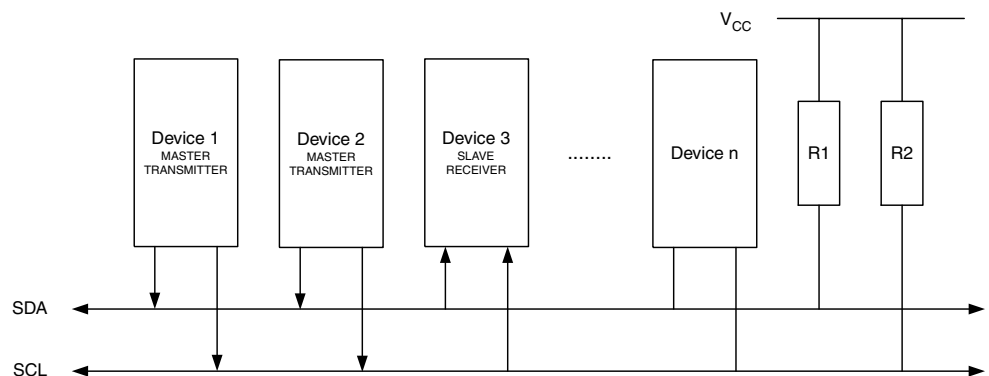 VCC
Device 1
MASTER
TRANSMITTER
Device 2
MASTER
TRANSMITTER
Device 3
SLAVE
RECEIVER
........
Device n
R1
R2
SDA
SCL